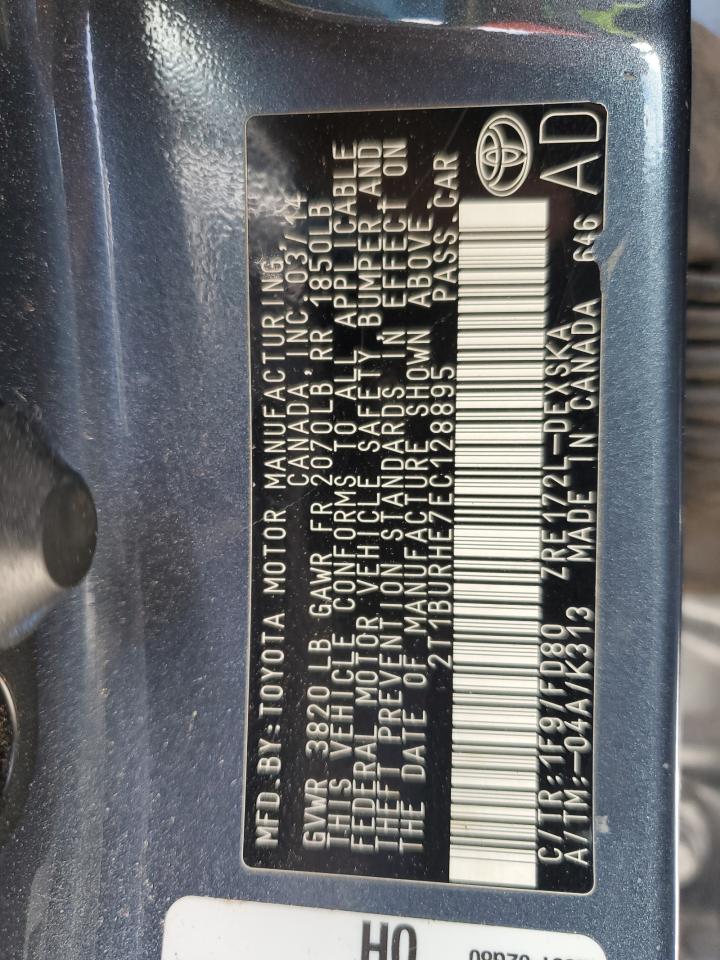 MFD.BY:TOYOTA MOTOR MANUFACTURING
CANADA INC. 03/14
GVWR 3820LB GAWR FR 2070LB RR 1850LB
THIS VEHICLE CONFORMS TO ALL APPLICABLE
FEDERAL MOTOR VEHICLE SAFETY, BUMPER AND
THEFT PREVENTION STANDARDS IN EFFECT ON
THE DATE OF MANUFACTURE SHOWN ABOVE.
2T1BURHE7EC128895 PASS.CAR
C/TR:1F9/FD80 ZRE172L-DEXSKA
A/TM:-04A/K313 MADE IN CANADA 646
AD
HO